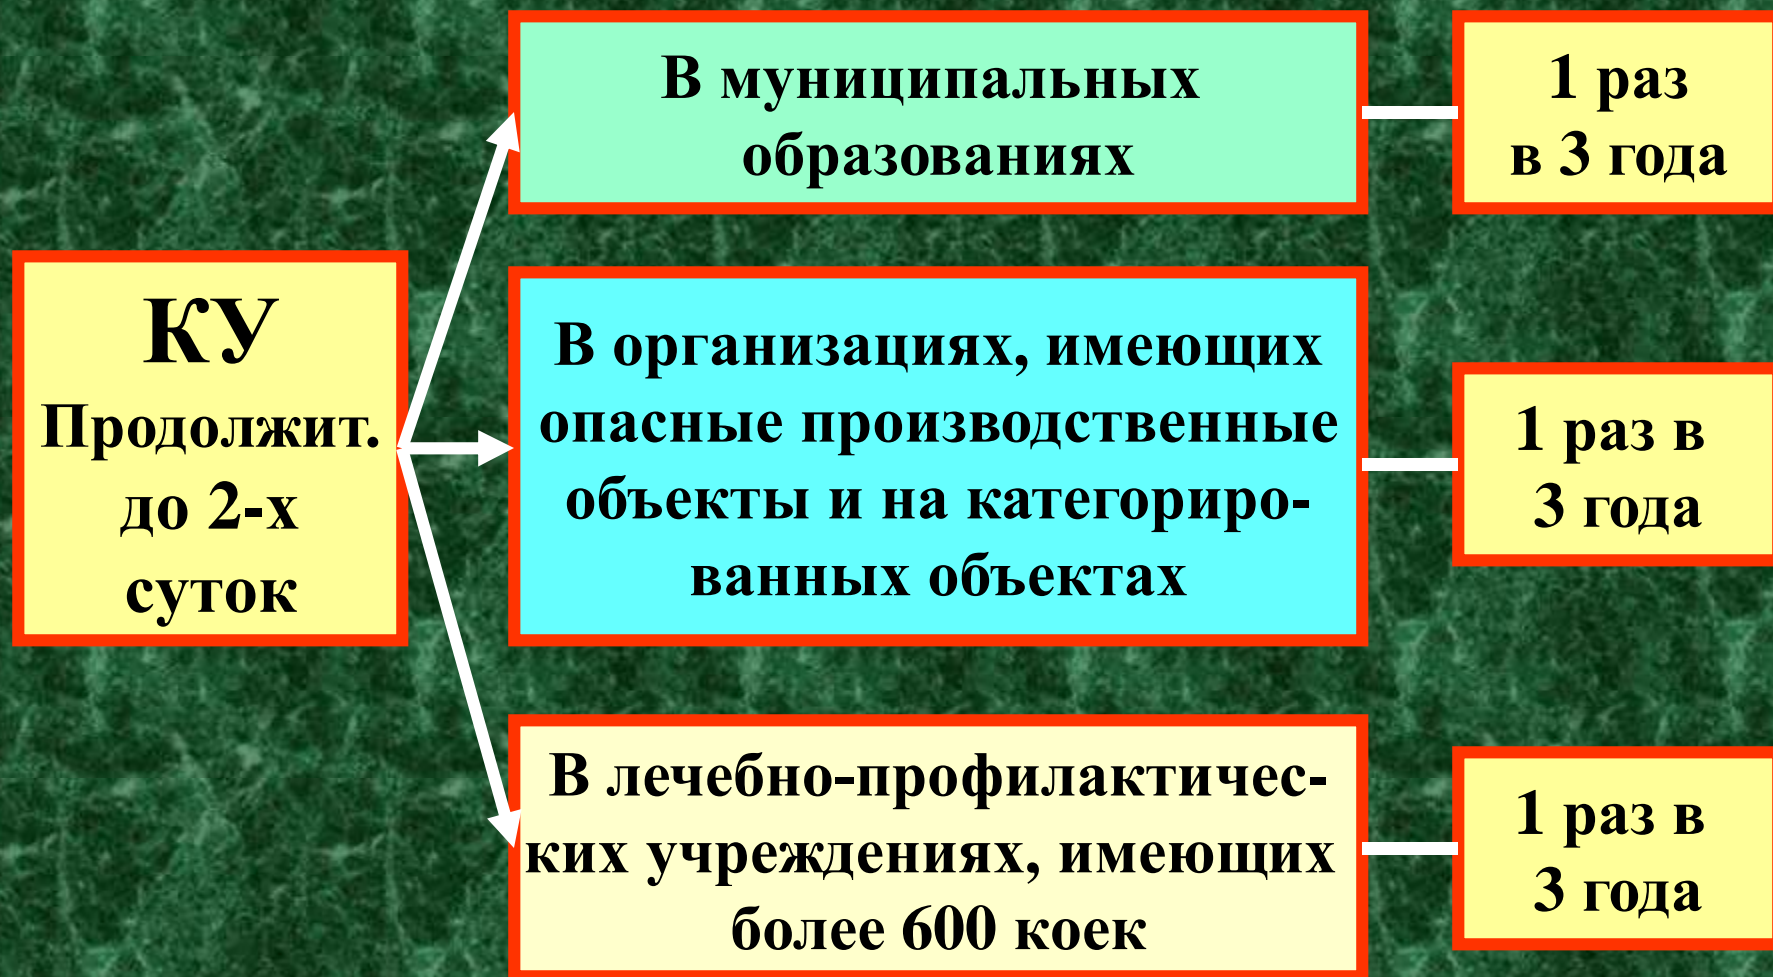 КУ
Продолжит.
до 2-х
суток
В муниципальных
образованиях
1 раз
в 3 года
В организациях, имеющих
опасные производственные
объекты и на категориро-
ванных объектах
1 раз в
3 года
В лечебно-профилактичес-
ких учреждениях, имеющих
более 600 коек
1 раз в
3 года